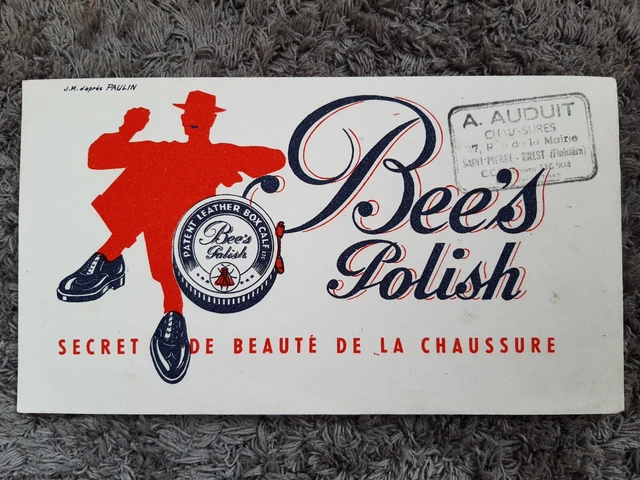 J.M. d'après PAULIN
A. AUDUIT
CHAUSSURES
Rue de la Mairie
SAINT-PIERRE - BREST (Finistère)
Bee's
Polish
PATENT LEATHER BOX CALF
Bee's
Polish
SECRET DE BEAUTÉ DE LA CHAUSSURE